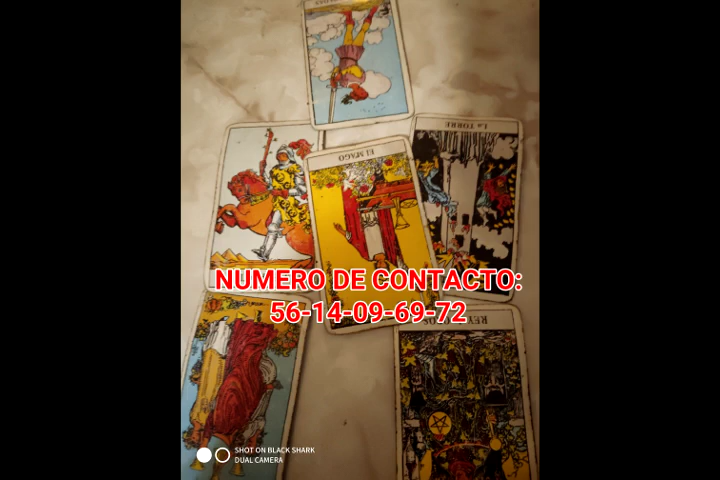 LA TORRE
EL MAGO
NUMERO DE CONTACTO:
56-14-09-69-72
SHOT ON BLACK SHARK
DUAL CAMERA